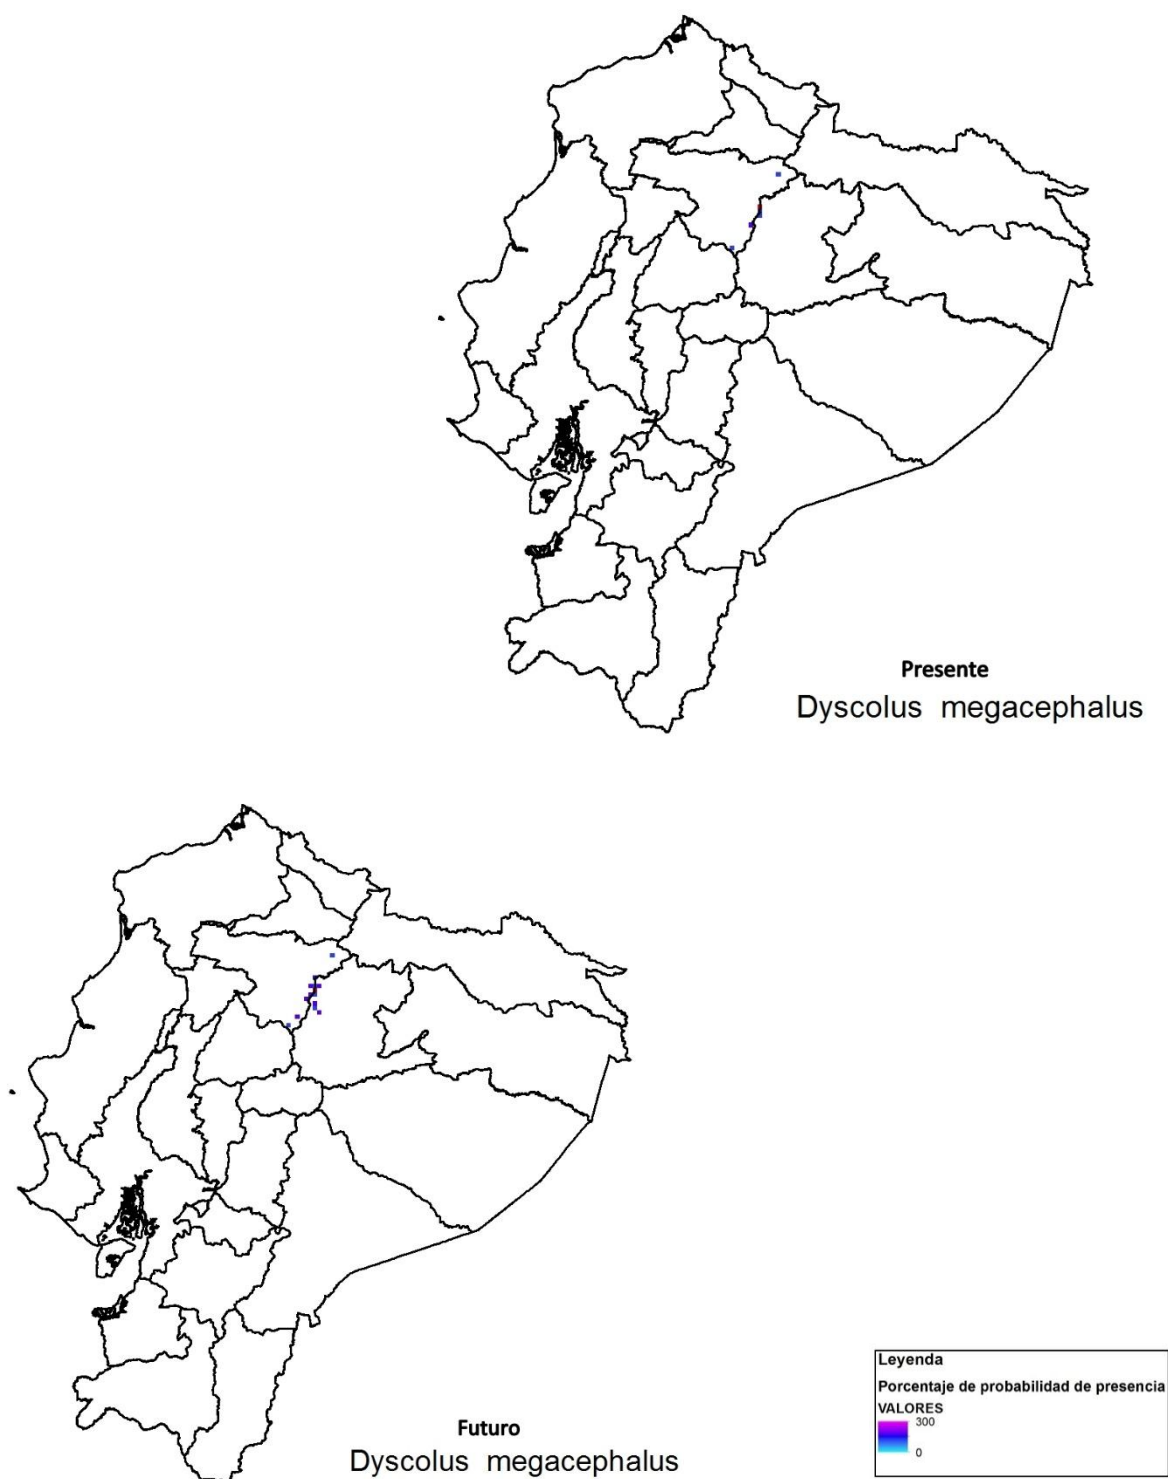 Presente
Dyscolus megacephalus
Futuro
Dyscolus megacephalus
Leyenda
Porcentaje de probabilidad de presencia
VALORES
300
0